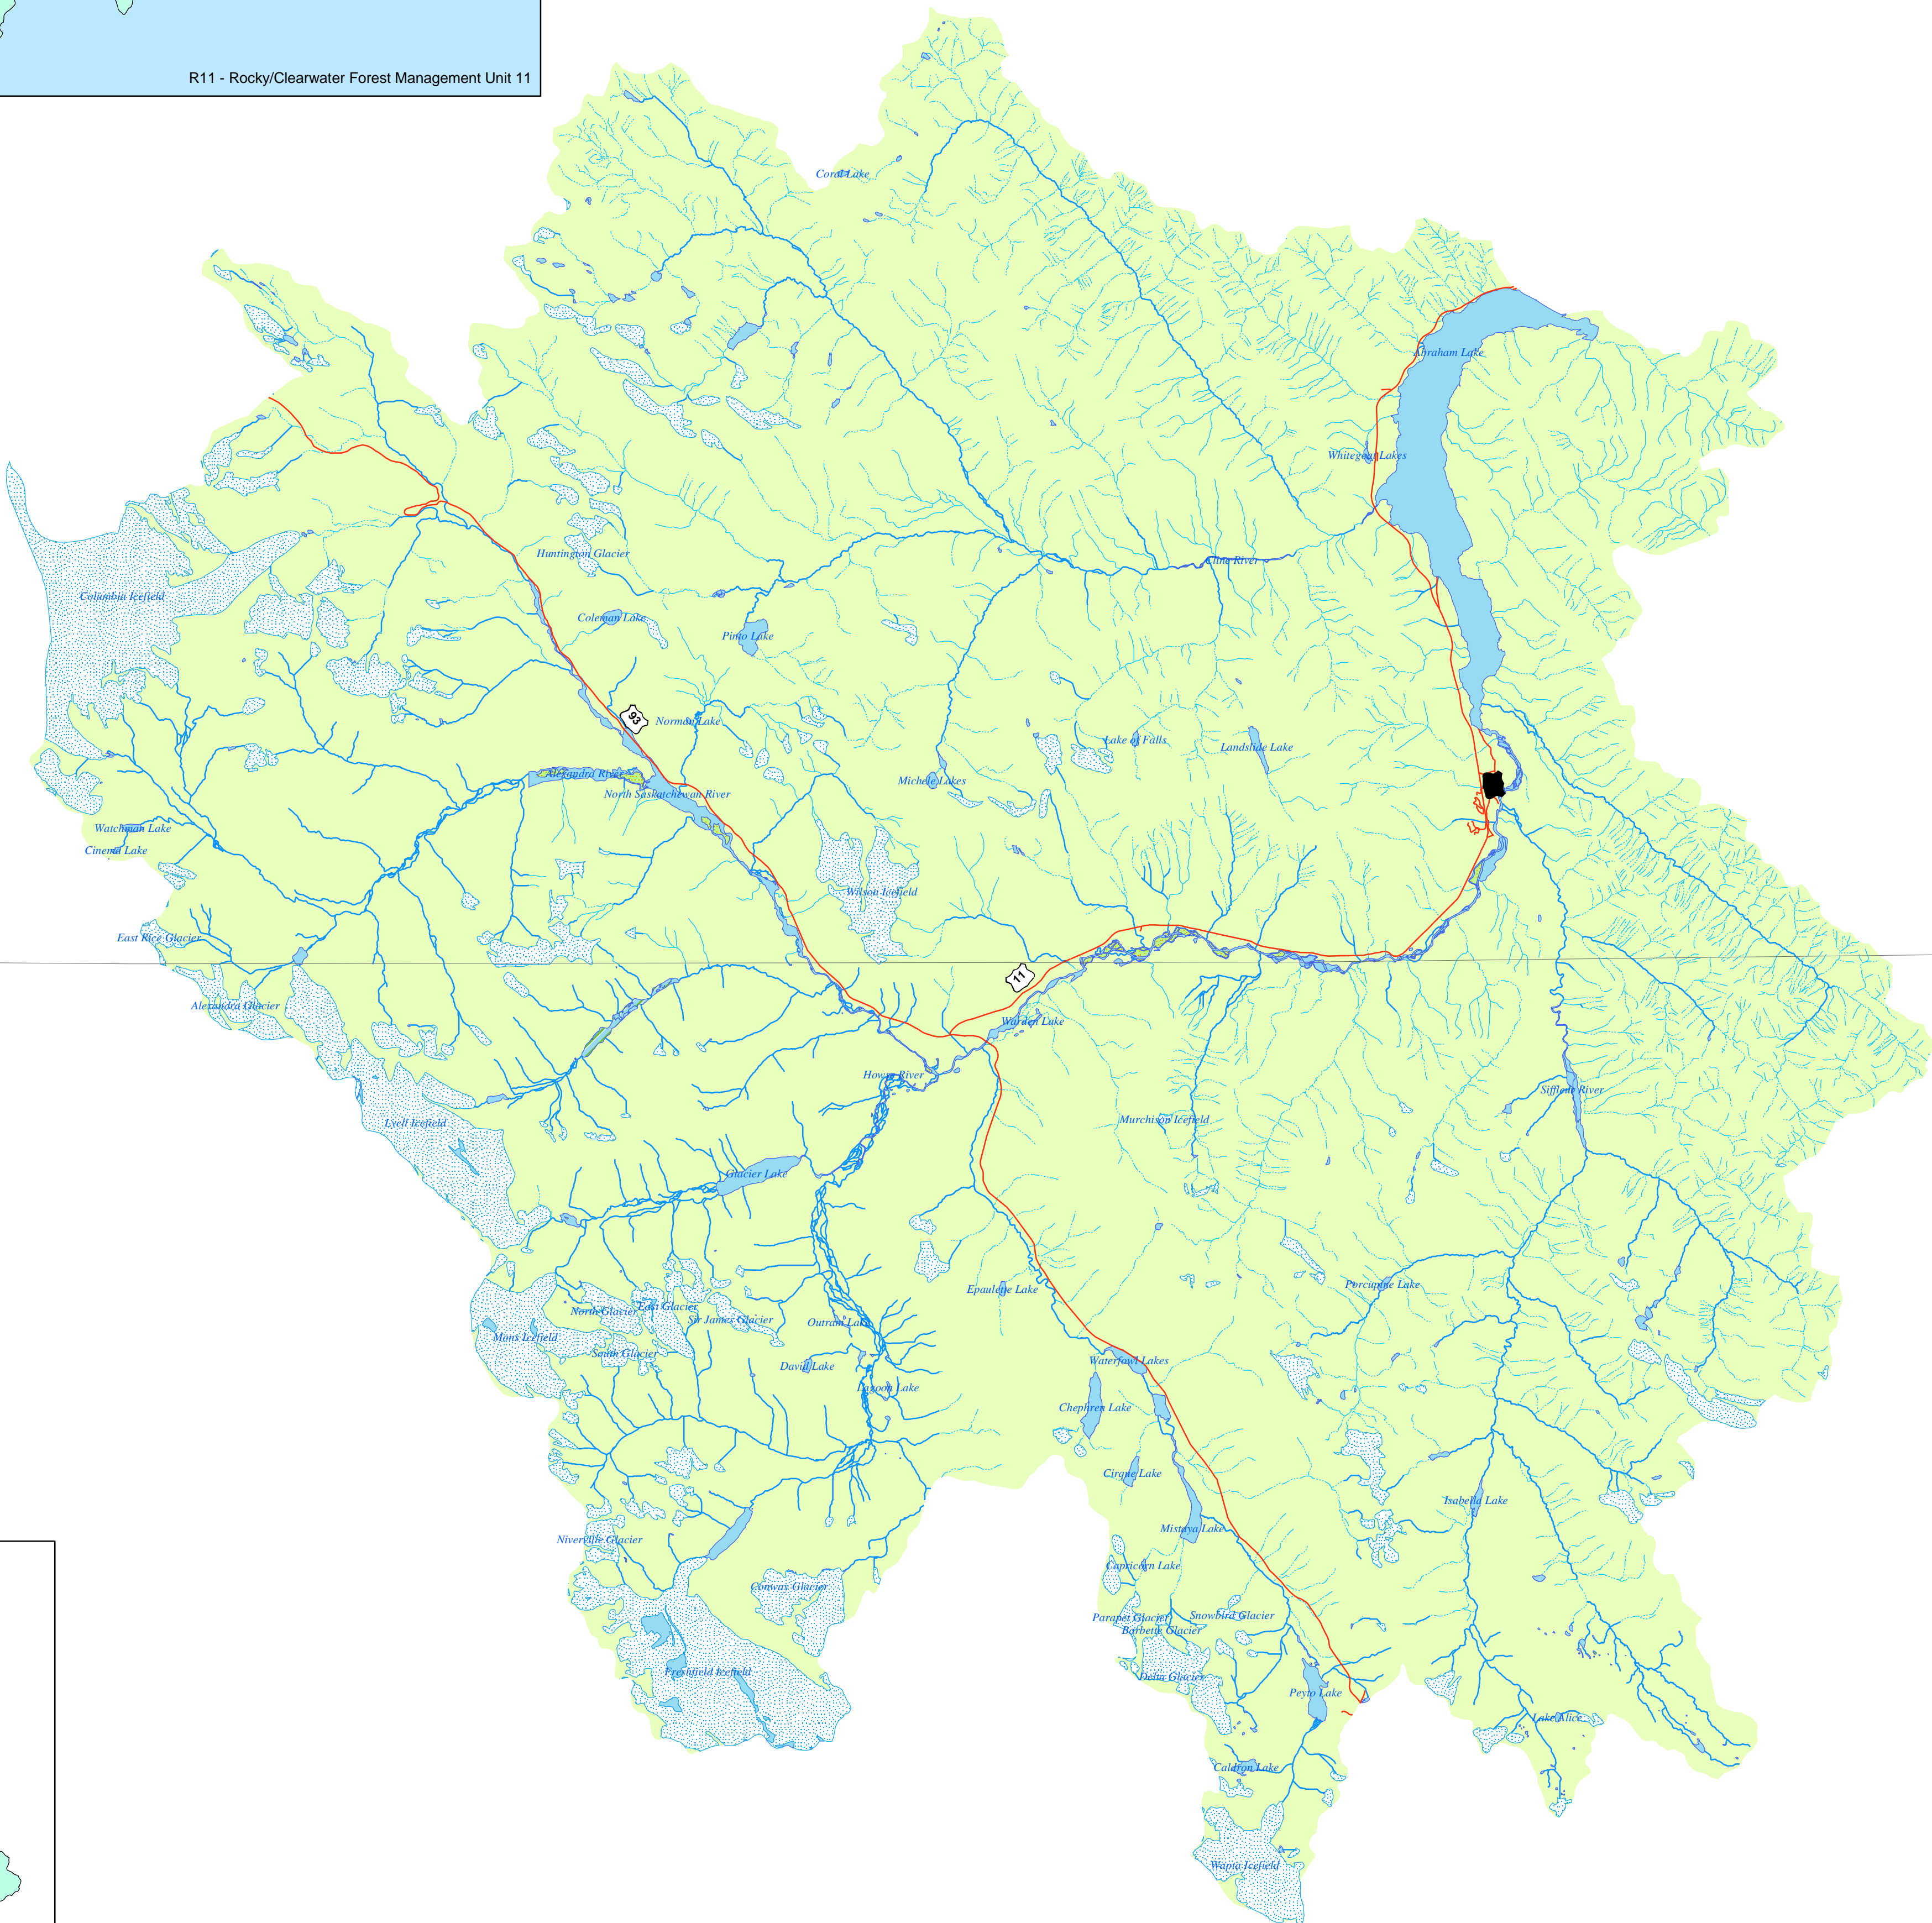 R11 - Rocky/Clearwater Forest Management Unit 11
Coral Lake
Abraham Lake
Whitegoat Lakes
Huntington Glacier
Cline River
Columbia Icefield
Coleman Lake
Pinto Lake
93
Norman Lake
Lake of Falls
Landslide Lake
Alexandra River
Michele Lakes
North Saskatchewan River
Watchman Lake
Cinema Lake
Wilson Icefield
East Rice Glacier
11
Alexandra Glacier
Warden Lake
Howse River
Siffleur River
Lyell Icefield
Murchison Icefield
Glacier Lake
Porcupine Lake
Epaulette Lake
North Glacier
East Glacier
Sir James Glacier
Outram Lake
Mons Icefield
South Glacier
David Lake
Waterfowl Lakes
Lagoon Lake
Chephren Lake
Cirque Lake
Isabella Lake
Mistaya Lake
Niverville Glacier
Capricorn Lake
Conway Glacier
Parapet Glacier
Snowbird Glacier
Barbette Glacier
Freshfield Icefield
Delta Glacier
Peyto Lake
Lake Alice
Caldron Lake
Wapta Icefield